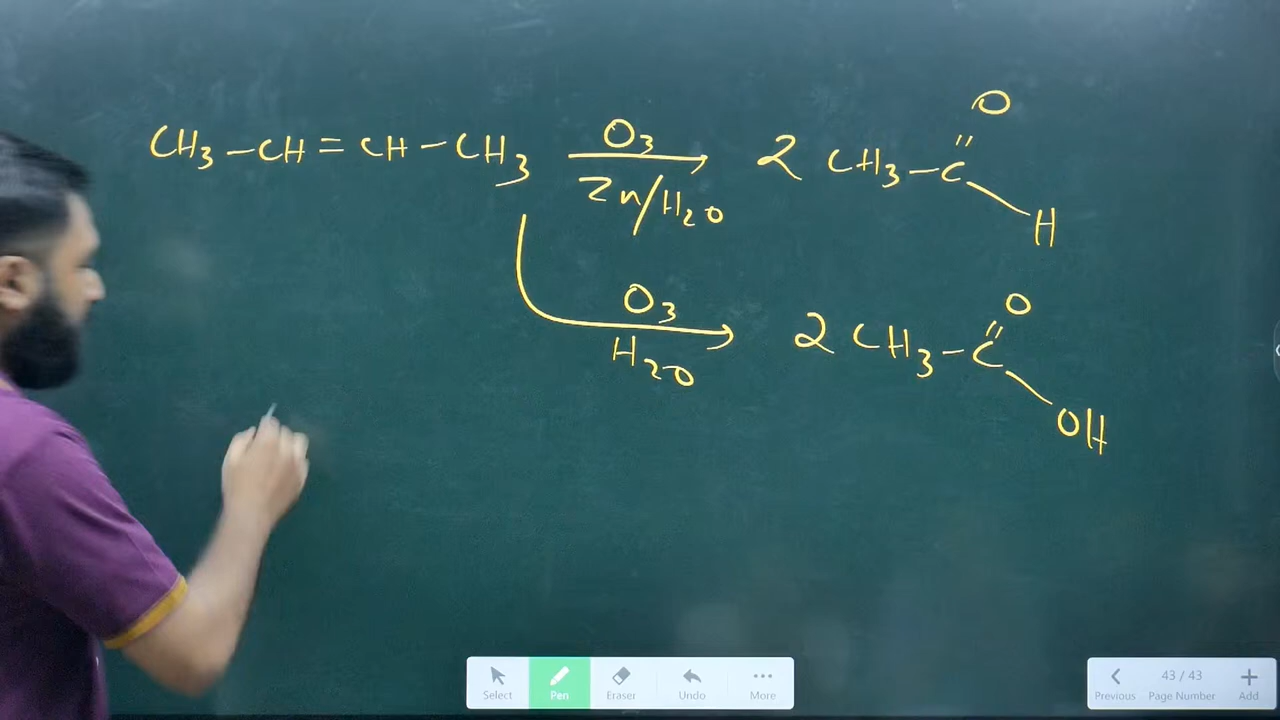 CH3-CH=CH-CH3 O3 Zn/H2O 2 CH3-C=O H
O3 H2O 2 CH3-C=O OH
Select Pen Eraser Undo More
43 / 43
Previous Page Number Add